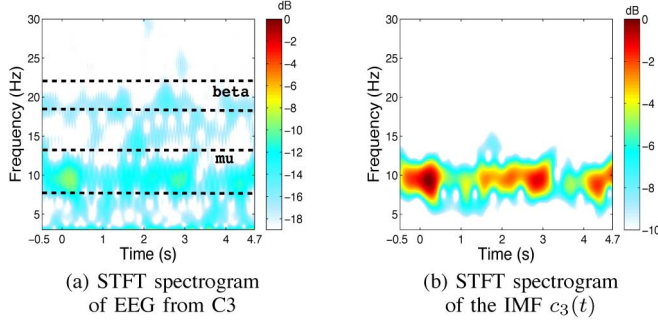 dB
30
25
20
15
10
5
Frequency (Hz)
-0.5 0 1 2 3 4 4.7
Time (s)
beta
mu
0
−2
−4
−6
−8
−10
−12
−14
−16
−18
(a) STFT spectrogram
of EEG from C3
dB
30
25
20
15
10
5
Frequency (Hz)
-0.5 0 1 2 3 4 4.7
Time (s)
0
−2
−4
−6
−8
−10
(b) STFT spectrogram
of the IMF c₃(t)